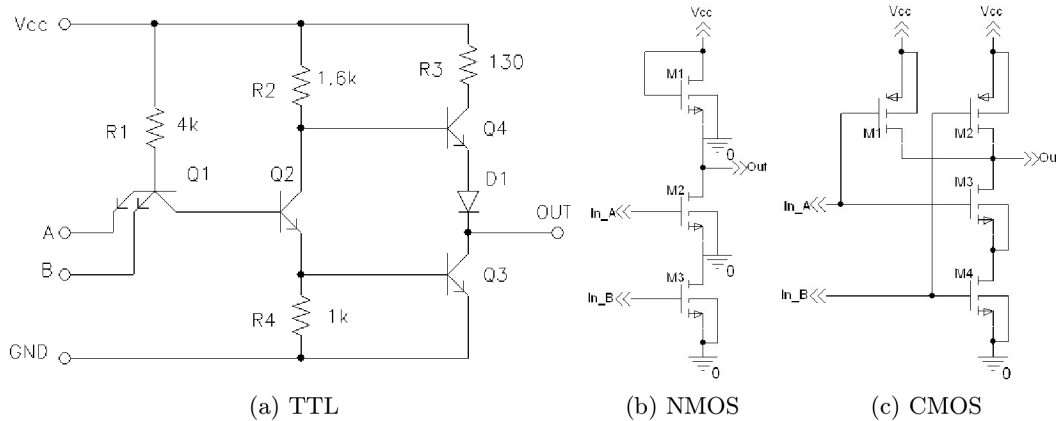 Vcc
R1
4k
R2
1.6k
R3
130
Q1
Q2
Q4
D1
A
B
OUT
Q3
R4
1k
GND
(a) TTL
Vcc
M1
0
Out
M2
In_A
0
M3
In_B
0
(b) NMOS
Vcc
Vcc
M1
M2
Ou
M3
In_A
M4
In_B
0
(c) CMOS